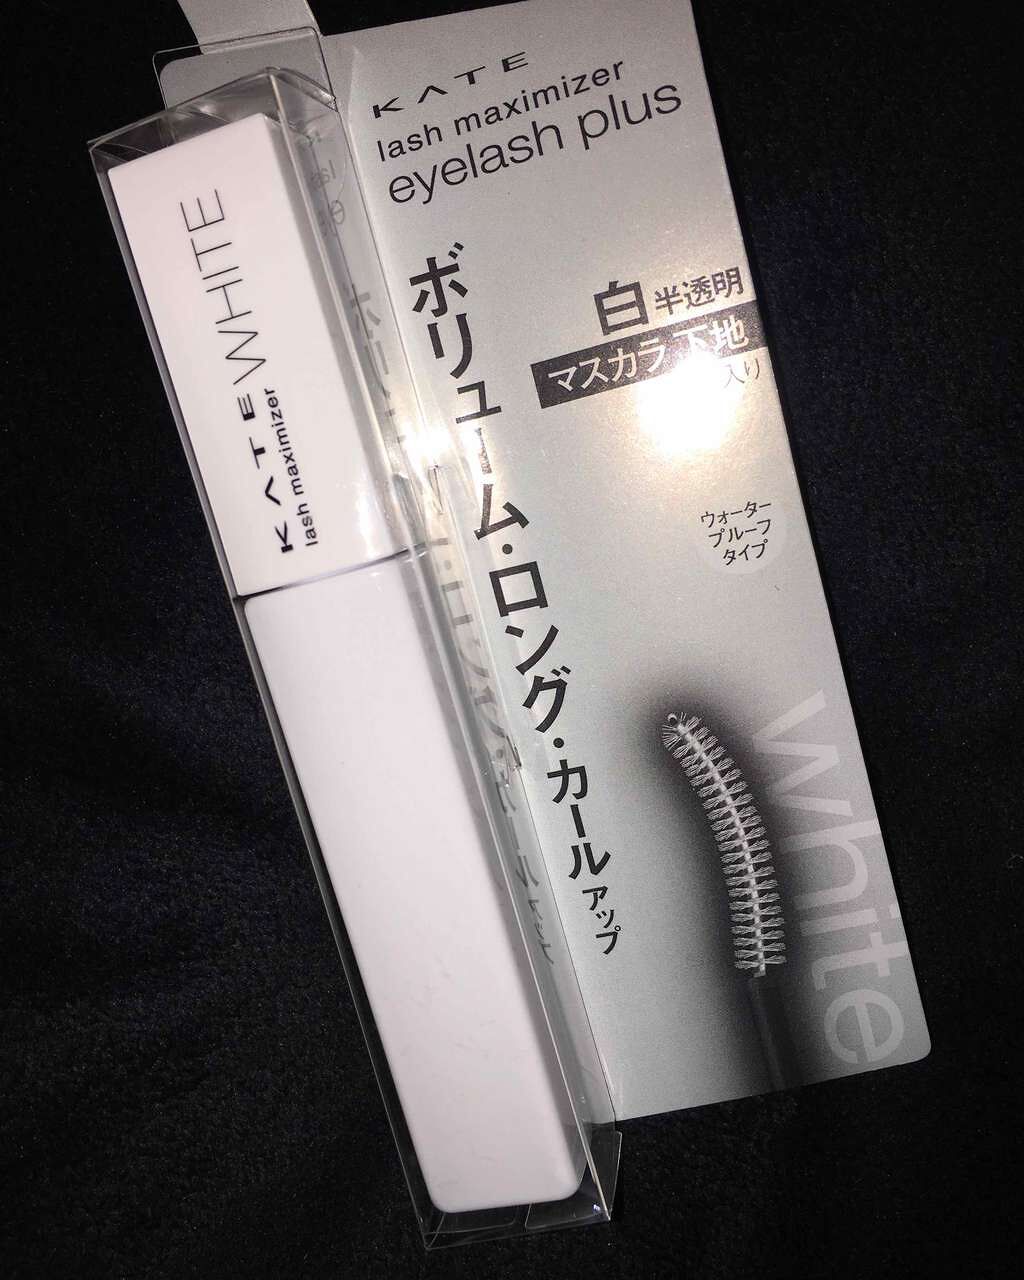 KATE
lash maximizer
eyelash plus
白 半透明
マスカラ下地
入り
ボリューム・ロング・カールアップ
ウォーター
プルーフ
タイプ
white
KATE WHITE
lash maximizer